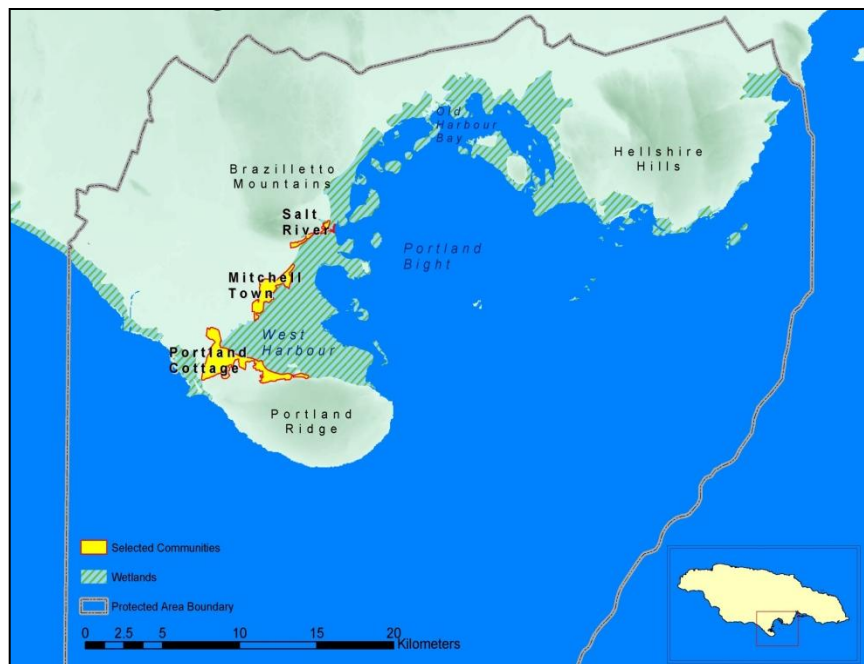 Old
Harbour
Bay
Hellshire
Hills
Brazilletto
Mountains
Salt
River
Portland
Bight
Mitchell
Town
West
Harbour
Portland
Cottage
Portland
Ridge
Selected Communities
Wetlands
Protected Area Boundary
0 2.5 5 10 15 20
Kilometers